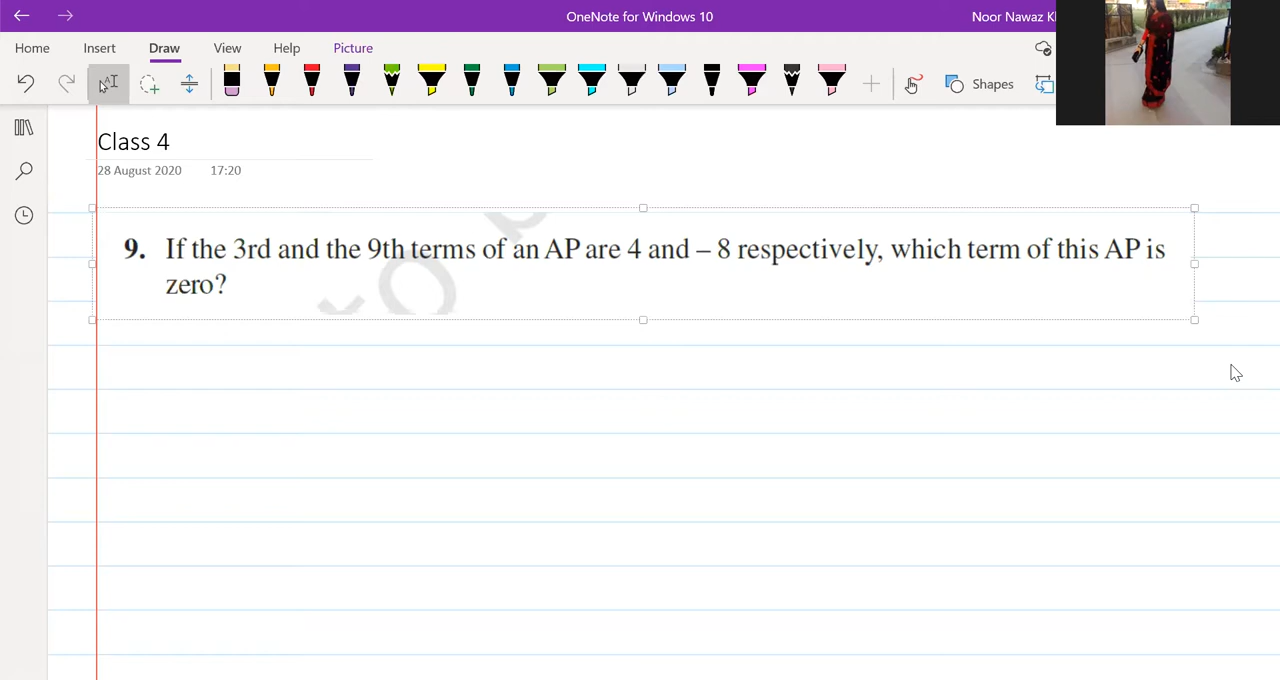 OneNote for Windows 10
Noor Nawaz
Home Insert Draw View Help Picture
Shapes
Class 4
28 August 2020 17:20
9. If the 3rd and the 9th terms of an AP are 4 and – 8 respectively, which term of this AP is
zero?